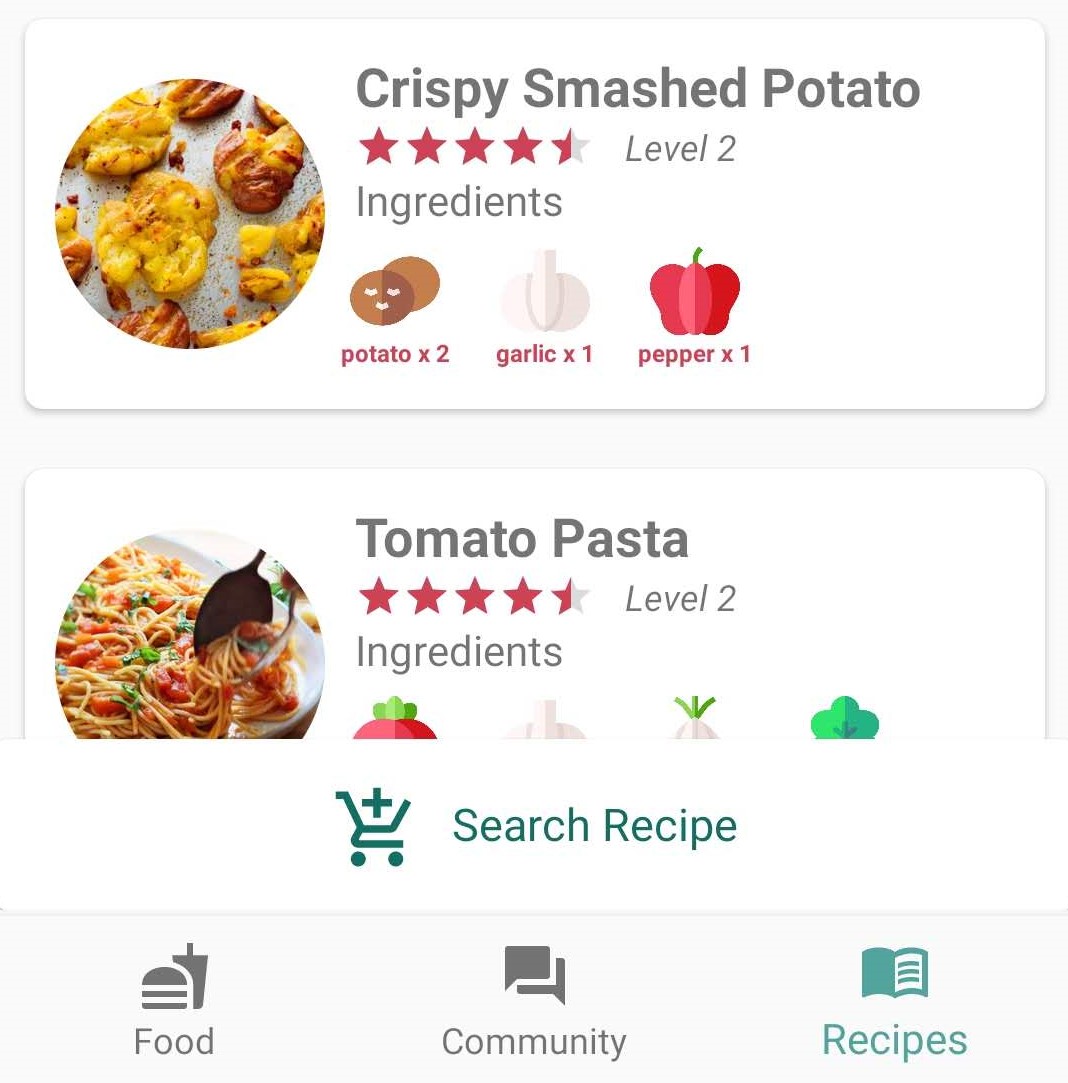 Crispy Smashed Potato
Level 2
Ingredients
potato x 2 garlic x 1 pepper x 1
Tomato Pasta
Level 2
Ingredients
Search Recipe
Food Community Recipes